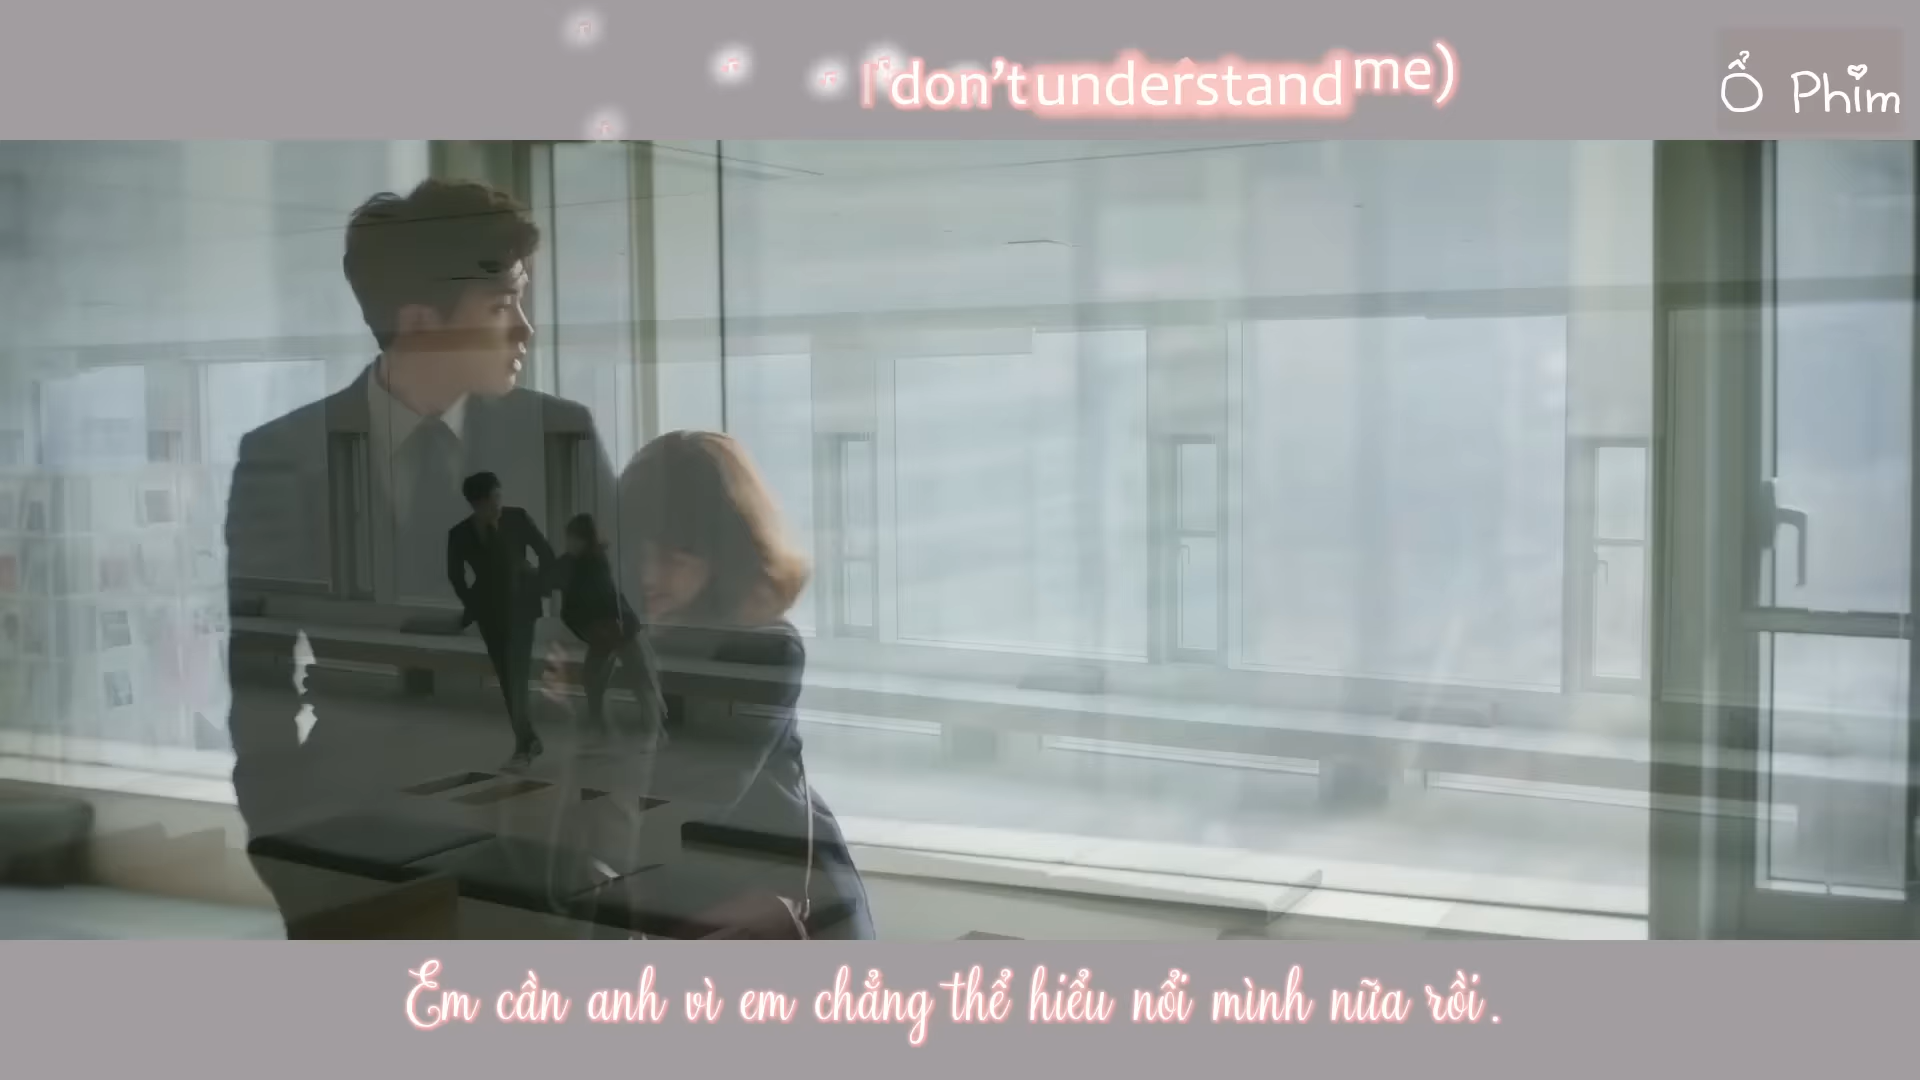 I don't understand me)
Ổ Phim
Em cần anh vì em chẳng thể hiểu nổi mình nữa rồi.